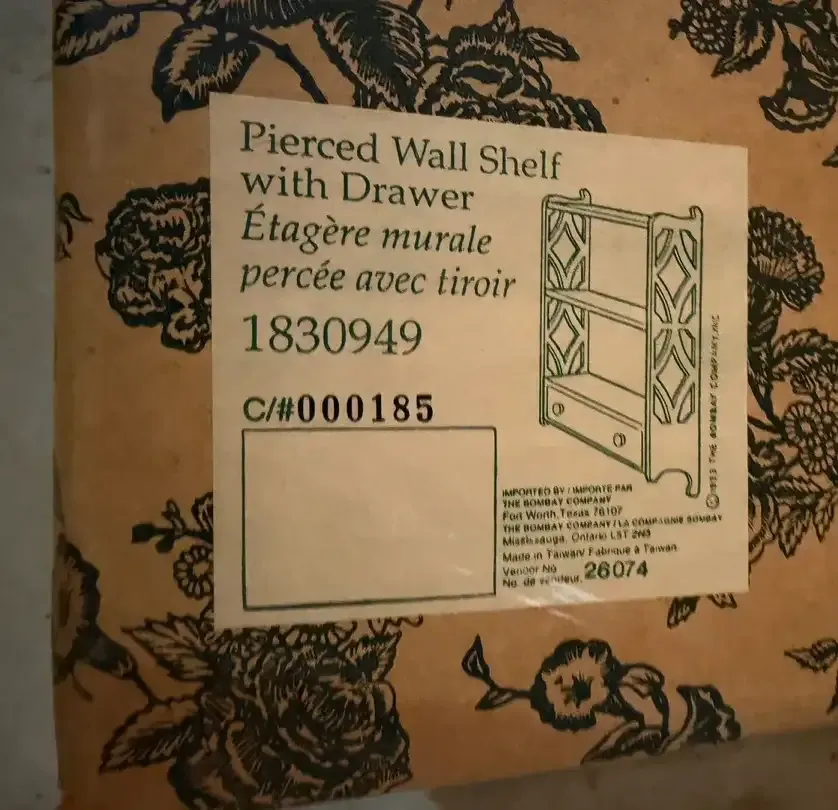 Pierced Wall Shelf
with Drawer
Étagère murale
percée avec tiroir
1830949
C/#000185
IMPORTED BY / IMPORTÉ PAR
THE BOMBAY COMPANY
Fort Worth, Texas 76107
THE BOMBAY COMPANY / LA COMPAGNIE BOMBAY
Mississauga, Ontario L5T 2N3
Made in Taiwan/ Fabriqué à Taiwan
Vendor No.
No. de vendeur. 26074
THE BOMBAY COMPANY, INC